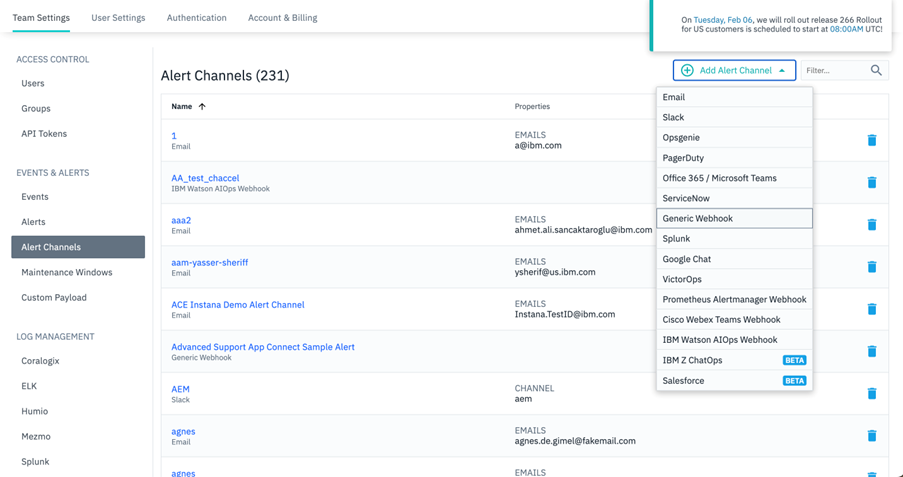 Team Settings
User Settings
Authentication
Account & Billing
On Tuesday, Feb 06, we will roll out release 266 Rollout
for US customers is scheduled to start at 08:00AM UTC!
ACCESS CONTROL
Users
Groups
API Tokens
EVENTS & ALERTS
Events
Alerts
Alert Channels
Maintenance Windows
Custom Payload
LOG MANAGEMENT
Coralogix
ELK
Humio
Mezmo
Splunk
Alert Channels (231)
Add Alert Channel
Filter...
Name
Properties
1
Email
EMAILS
a@ibm.com
AA_test_chaccel
IBM Watson AIOps Webhook
aaa2
Email
EMAILS
ahmet.ali.sancaktaroglu@ibm.com
aam-yasser-sheriff
Email
EMAILS
ysherif@us.ibm.com
ACE Instana Demo Alert Channel
Email
EMAILS
Instana.TestID@ibm.com
Advanced Support App Connect Sample Alert
Generic Webhook
AEM
Slack
CHANNEL
aem
agnes
Email
EMAILS
agnes.de.gimel@fakemail.com
agnes
EMAILS
Email
Slack
Opsgenie
PagerDuty
Office 365 / Microsoft Teams
ServiceNow
Generic Webhook
Splunk
Google Chat
VictorOps
Prometheus Alertmanager Webhook
Cisco Webex Teams Webhook
IBM Watson AIOps Webhook
IBM Z ChatOps BETA
Salesforce BETA